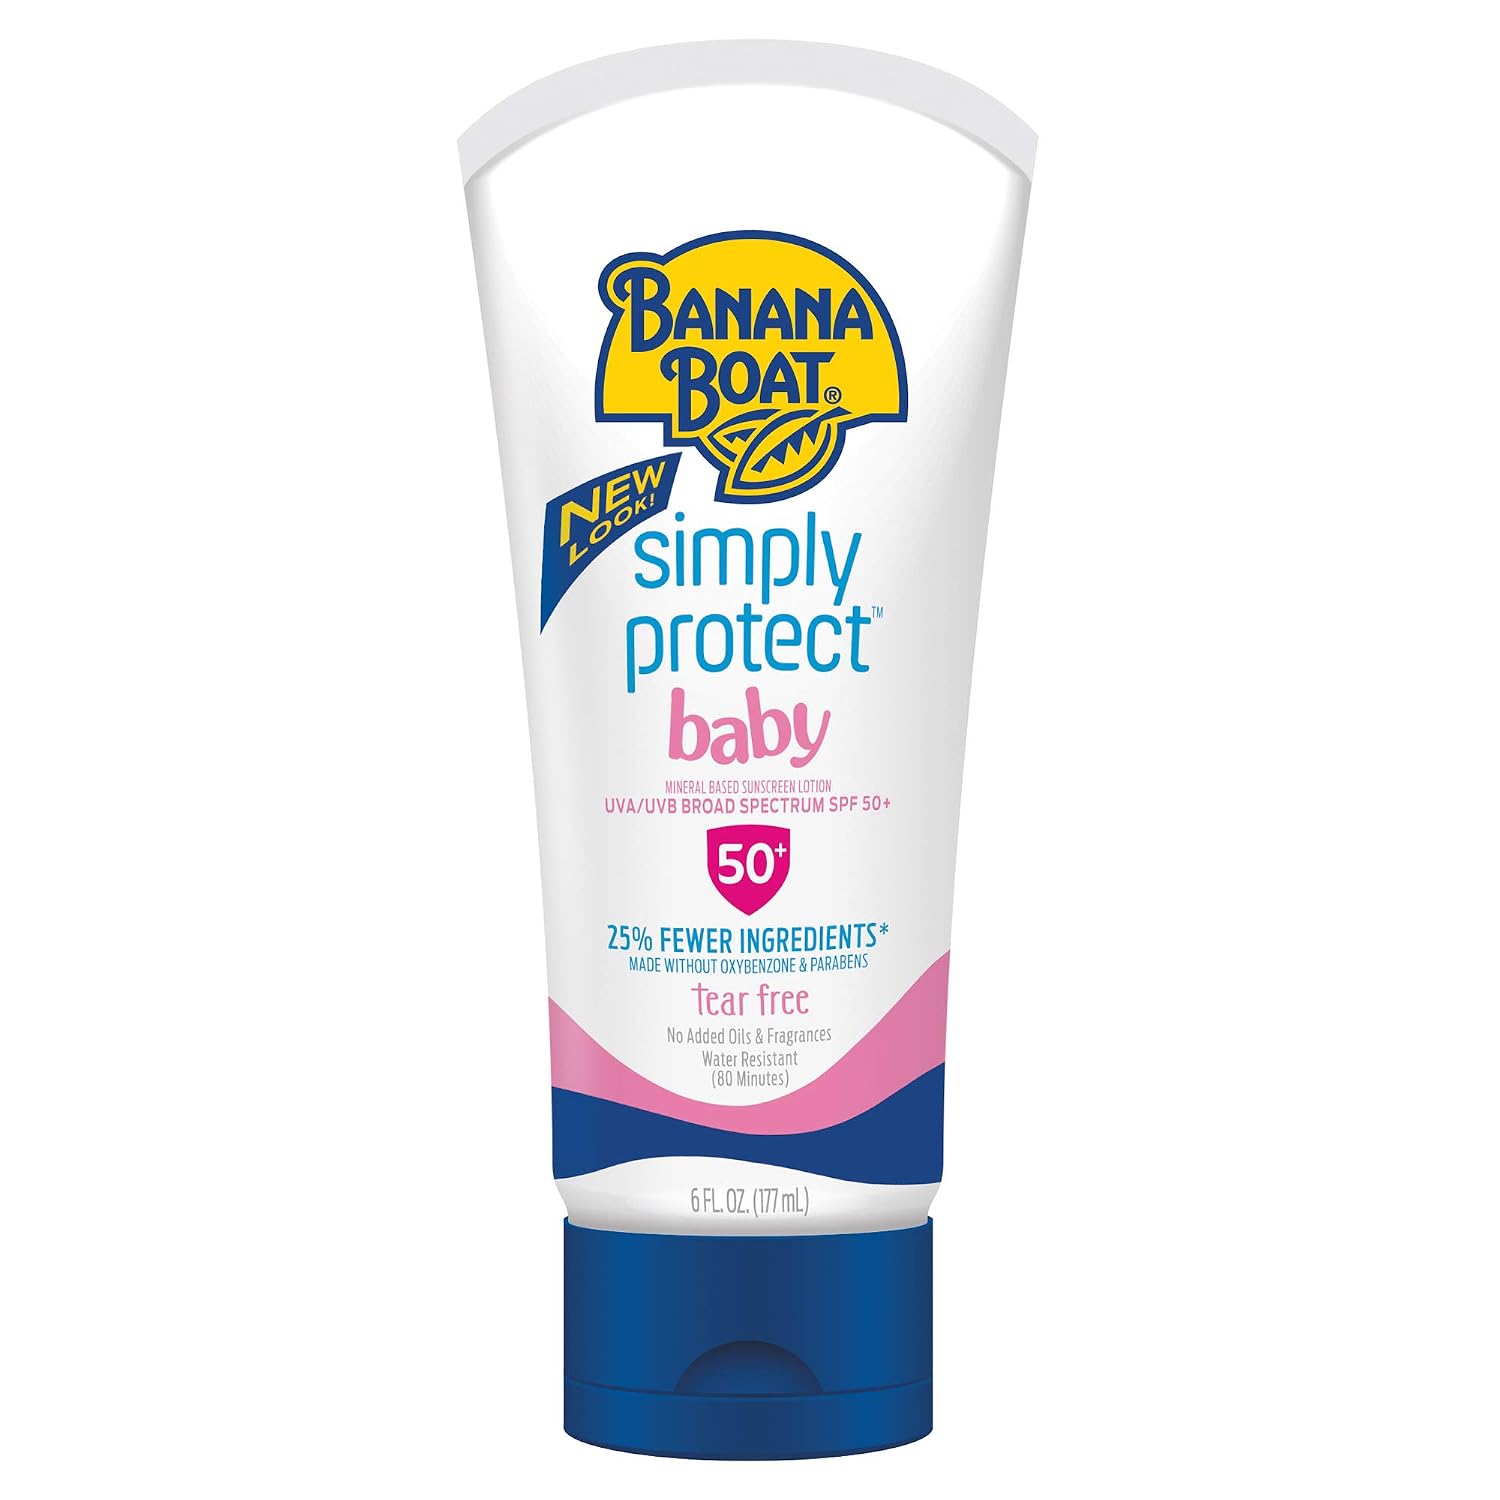 BANANA
BOAT®
NEW
LOOK!
simply
protect™
baby
MINERAL BASED SUNSCREEN LOTION
UVA/UVB BROAD SPECTRUM SPF 50+
50+
25% FEWER INGREDIENTS*
MADE WITHOUT OXYBENZONE & PARABENS
tear free
No Added Oils & Fragrances
Water Resistant
(80 Minutes)
6 FL. OZ. (177 mL)